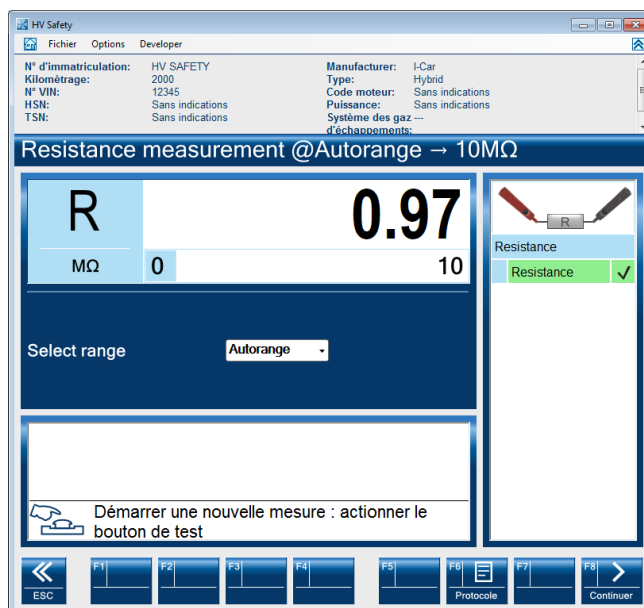 HV Safety
Fichier Options Developer
N° d'immatriculation: HV SAFETY Manufacturer: I-Car
Kilomètrage: 2000 Type: Hybrid
N° VIN: 12345 Code moteur: Sans indications
HSN: Sans indications Puissance: Sans indications
TSN: Sans indications Système des gaz ---
d'échappements:
Resistance measurement @Autorange → 10MΩ
R 0.97
MΩ 0 10
R
Resistance
Resistance ✓
Select range Autorange
Démarrer une nouvelle mesure : actionner le
bouton de test
ESC F1 F2 F3 F4 F5 F6 Protocole F7 F8 Continuer